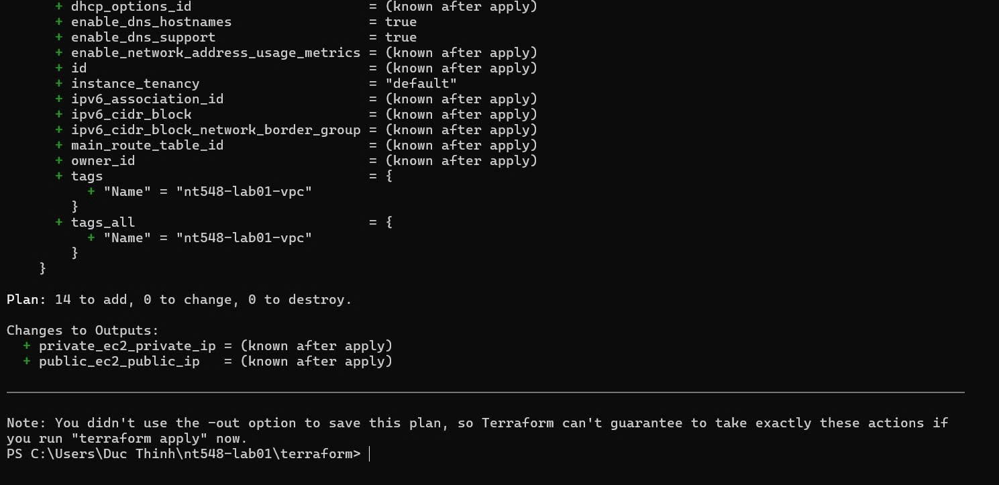 + dhcp_options_id = (known after apply)
+ enable_dns_hostnames = true
+ enable_dns_support = true
+ enable_network_address_usage_metrics = (known after apply)
+ id = (known after apply)
+ instance_tenancy = "default"
+ ipv6_association_id = (known after apply)
+ ipv6_cidr_block = (known after apply)
+ ipv6_cidr_block_network_border_group = (known after apply)
+ main_route_table_id = (known after apply)
+ owner_id = (known after apply)
+ tags = {
+ "Name" = "nt548-lab01-vpc"
}
+ tags_all = {
+ "Name" = "nt548-lab01-vpc"
}
}
Plan: 14 to add, 0 to change, 0 to destroy.
Changes to Outputs:
+ private_ec2_private_ip = (known after apply)
+ public_ec2_public_ip = (known after apply)
Note: You didn't use the -out option to save this plan, so Terraform can't guarantee to take exactly these actions if
you run "terraform apply" now.
PS C:\Users\Duc Thinh\nt548-lab01\terraform>